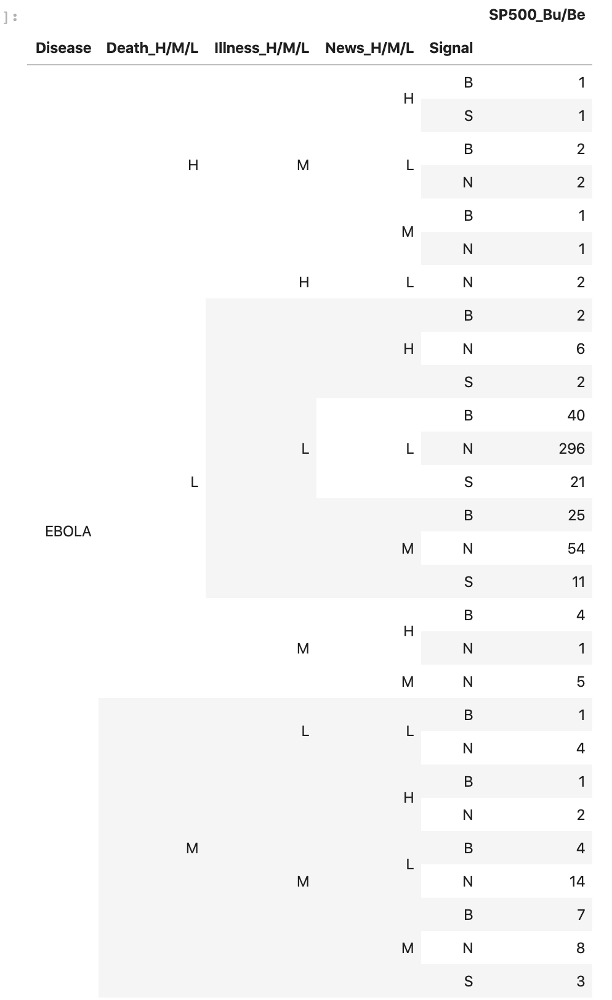 ]:
SP500_Bu/Be
Disease Death_H/M/L Illness_H/M/L News_H/M/L Signal
B 1
H
S 1
B 2
H M L
N 2
B 1
M
N 1
H L N 2
B 2
H N 6
S 2
B 40
L L N 296
L S 21
B 25
EBOLA
M N 54
S 11
B 4
H
M N 1
M N 5
B 1
L L
N 4
B 1
H
N 2
M B 4
L
M N 14
B 7
M N 8
S 3